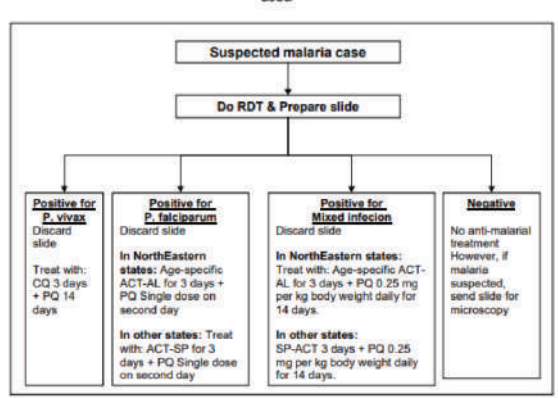 Suspected malaria case
Do RDT & Prepare slide
Positive for
P. vivax
Discard
slide
Treat with:
CQ 3 days
+ PQ 14
days
Positive for
P. falciparum
Discard slide
In NorthEastern
states: Age-specific
ACT-AL for 3 days +
PQ Single dose on
second day
In other states: Treat
with: ACT-SP for 3
days + PQ Single dose
on second day
Positive for
Mixed infecion
Discard slide
In NorthEastern states:
Treat with: Age-specific ACT-
AL for 3 days + PQ 0.25 mg
per kg body weight daily for
14 days.
In other states:
SP-ACT 3 days + PQ 0.25
mg per kg body weight daily
for 14 days.
Negative
No anti-malarial
treatment
However, if
malaria
suspected,
send slide for
microscopy